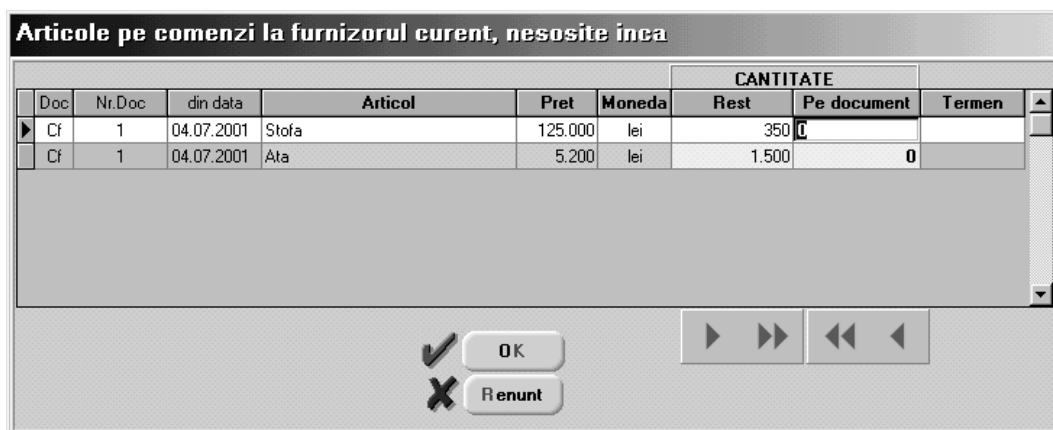 Articole pe comenzi la furnizorul curent, nesosite inca
CANTITATE
Doc Nr.Doc din data Articol Pret Moneda Rest Pe document Termen
Cf 1 04.07.2001 Stofa 125.000 lei 350 0
Cf 1 04.07.2001 Ata 5.200 lei 1.500 0
OK
Renunt